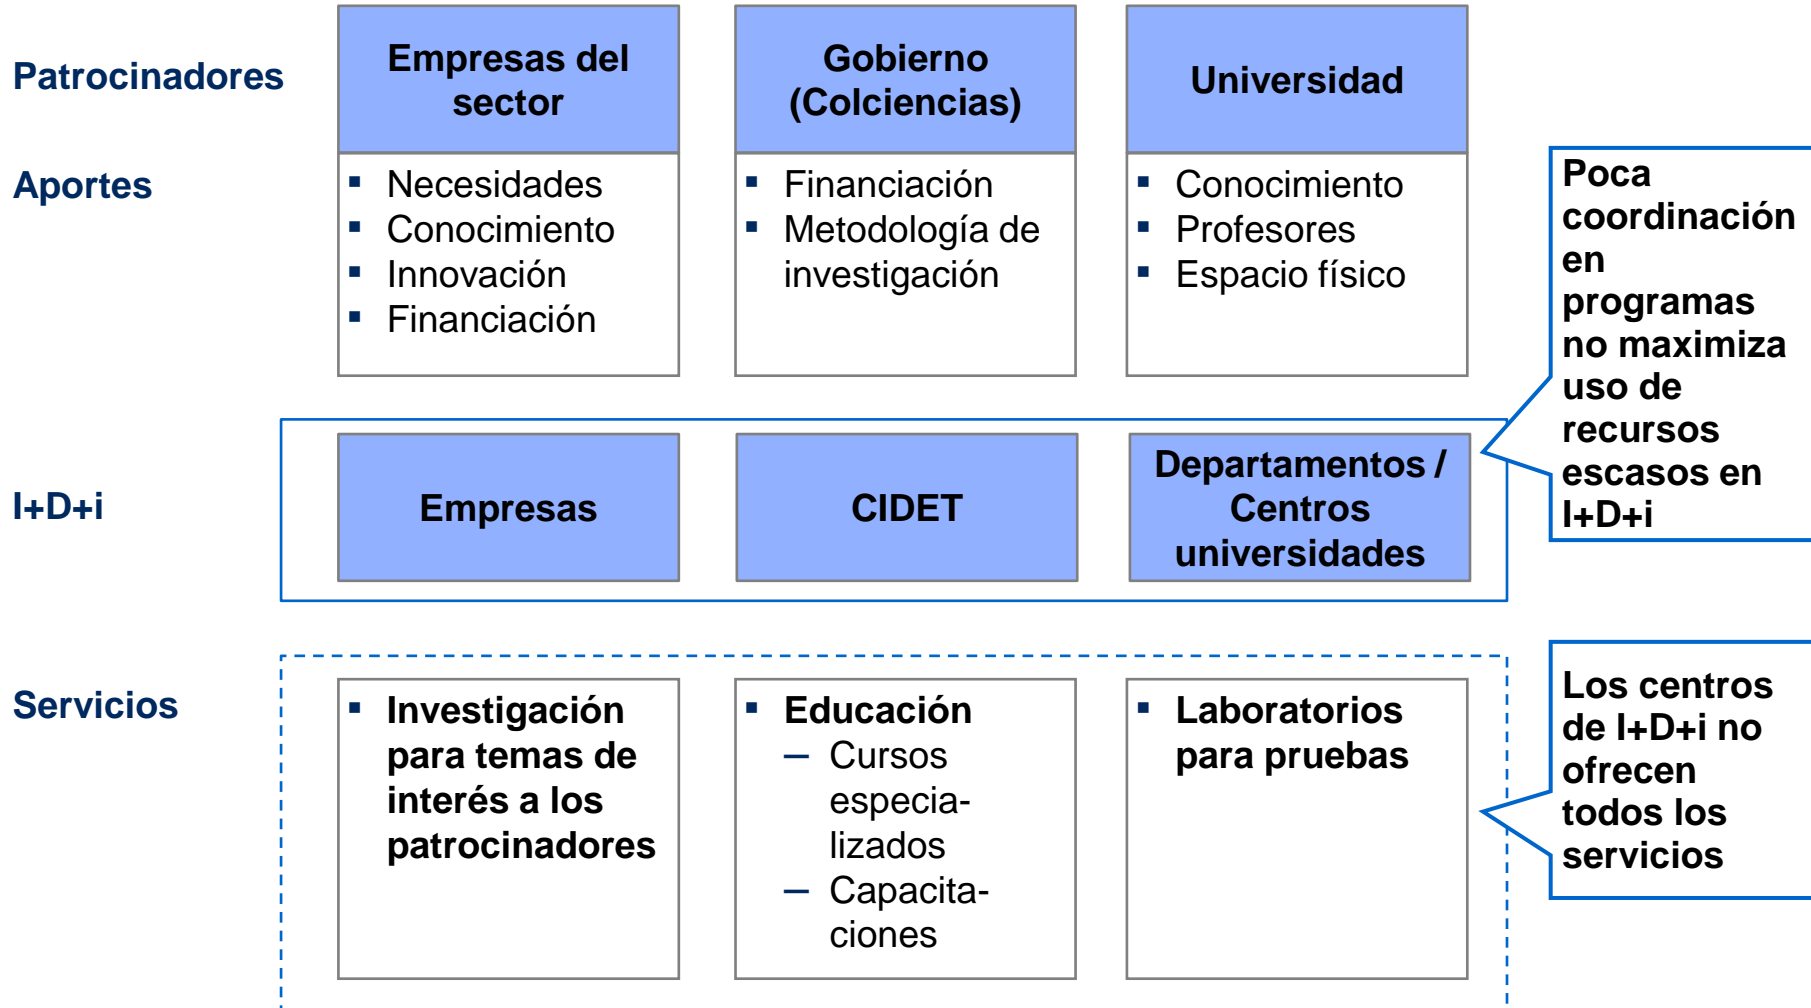 Patrocinadores
Empresas del
sector
Gobierno
(Colciencias)
Universidad
Aportes
▪ Necesidades
▪ Conocimiento
▪ Innovación
▪ Financiación
▪ Financiación
▪ Metodología de
investigación
▪ Conocimiento
▪ Profesores
▪ Espacio físico
Poca
coordinación
en
programas
no maximiza
uso de
recursos
escasos en
I+D+i
I+D+i
Empresas
CIDET
Departamentos /
Centros
universidades
Servicios
▪ Investigación
para temas de
interés a los
patrocinadores
▪ Educación
– Cursos
especia-
lizados
– Capacita-
ciones
▪ Laboratorios
para pruebas
Los centros
de I+D+i no
ofrecen
todos los
servicios